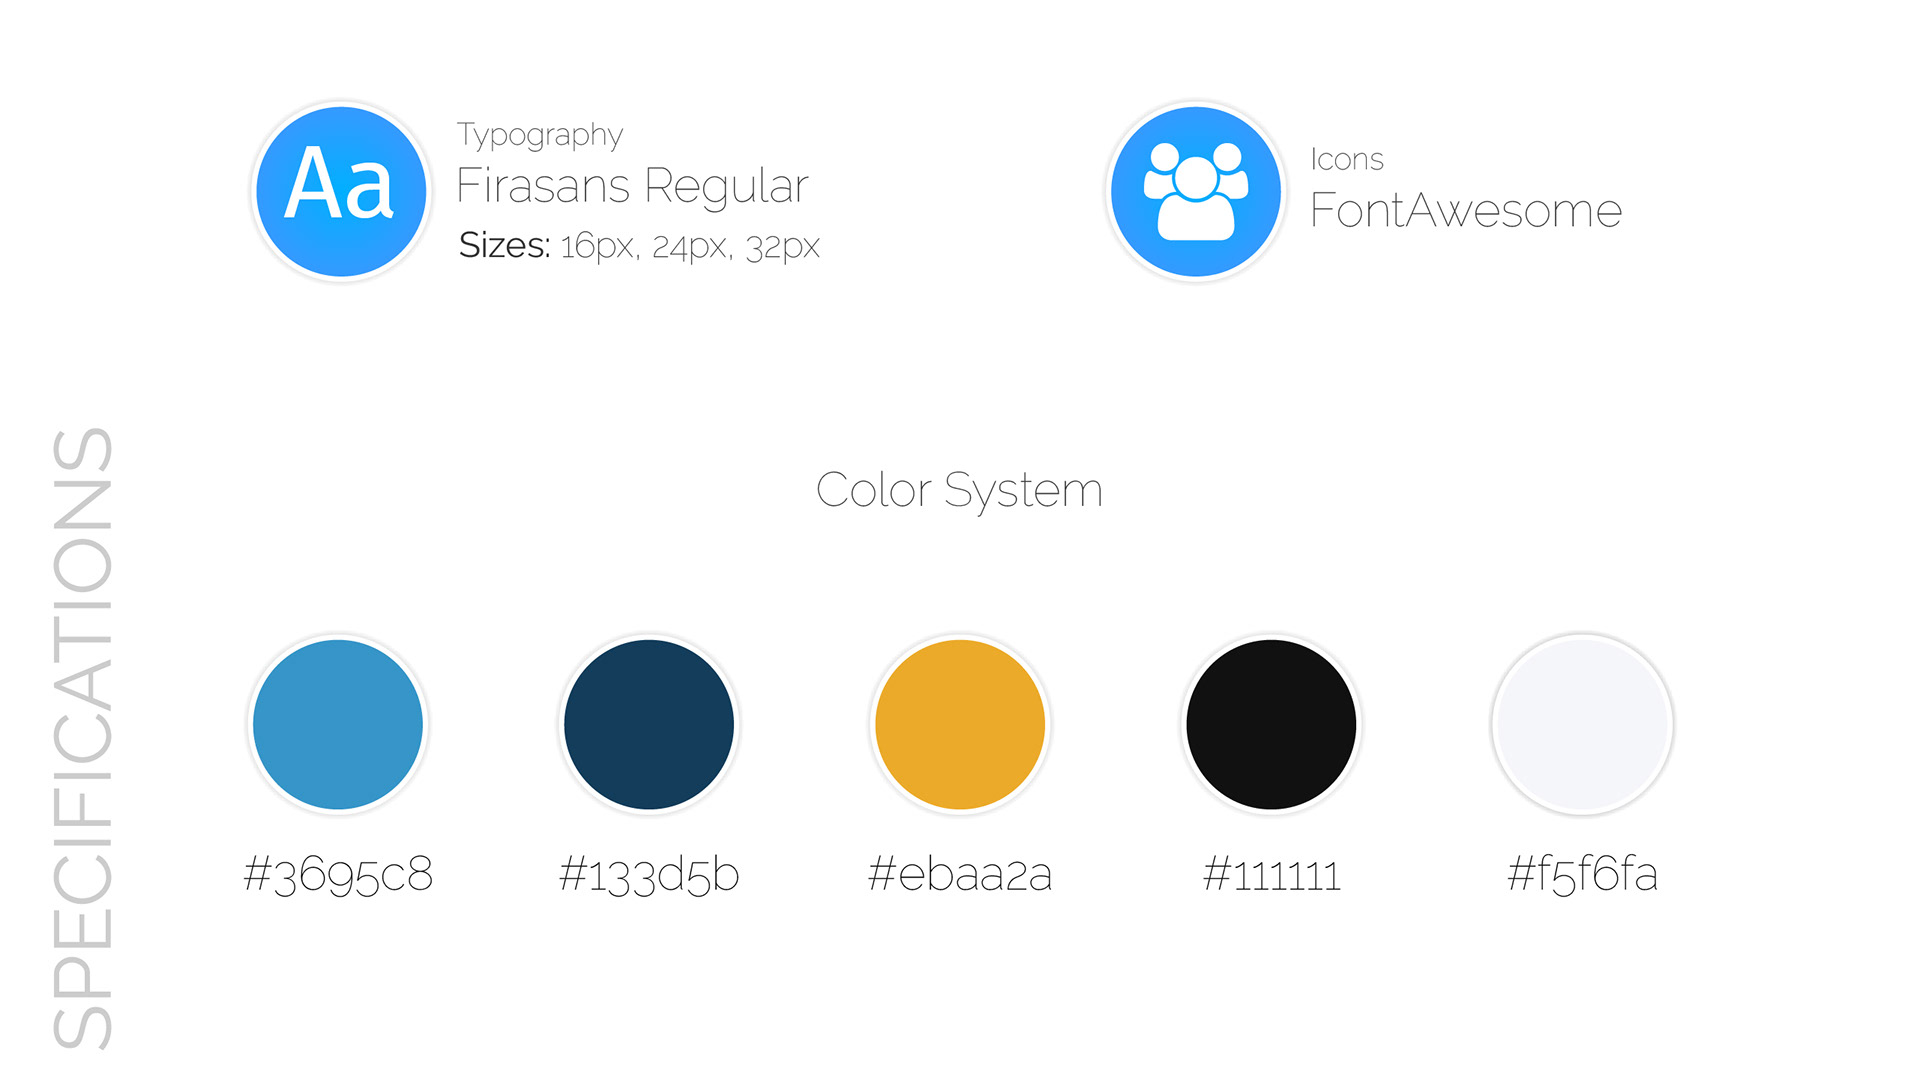 Aa
Typography
Firasans Regular
Sizes: 16px, 24px, 32px
Icons
FontAwesome
SPECIFICATIONS
Color System
#3695c8
#133d5b
#ebaa2a
#111111
#f5f6fa